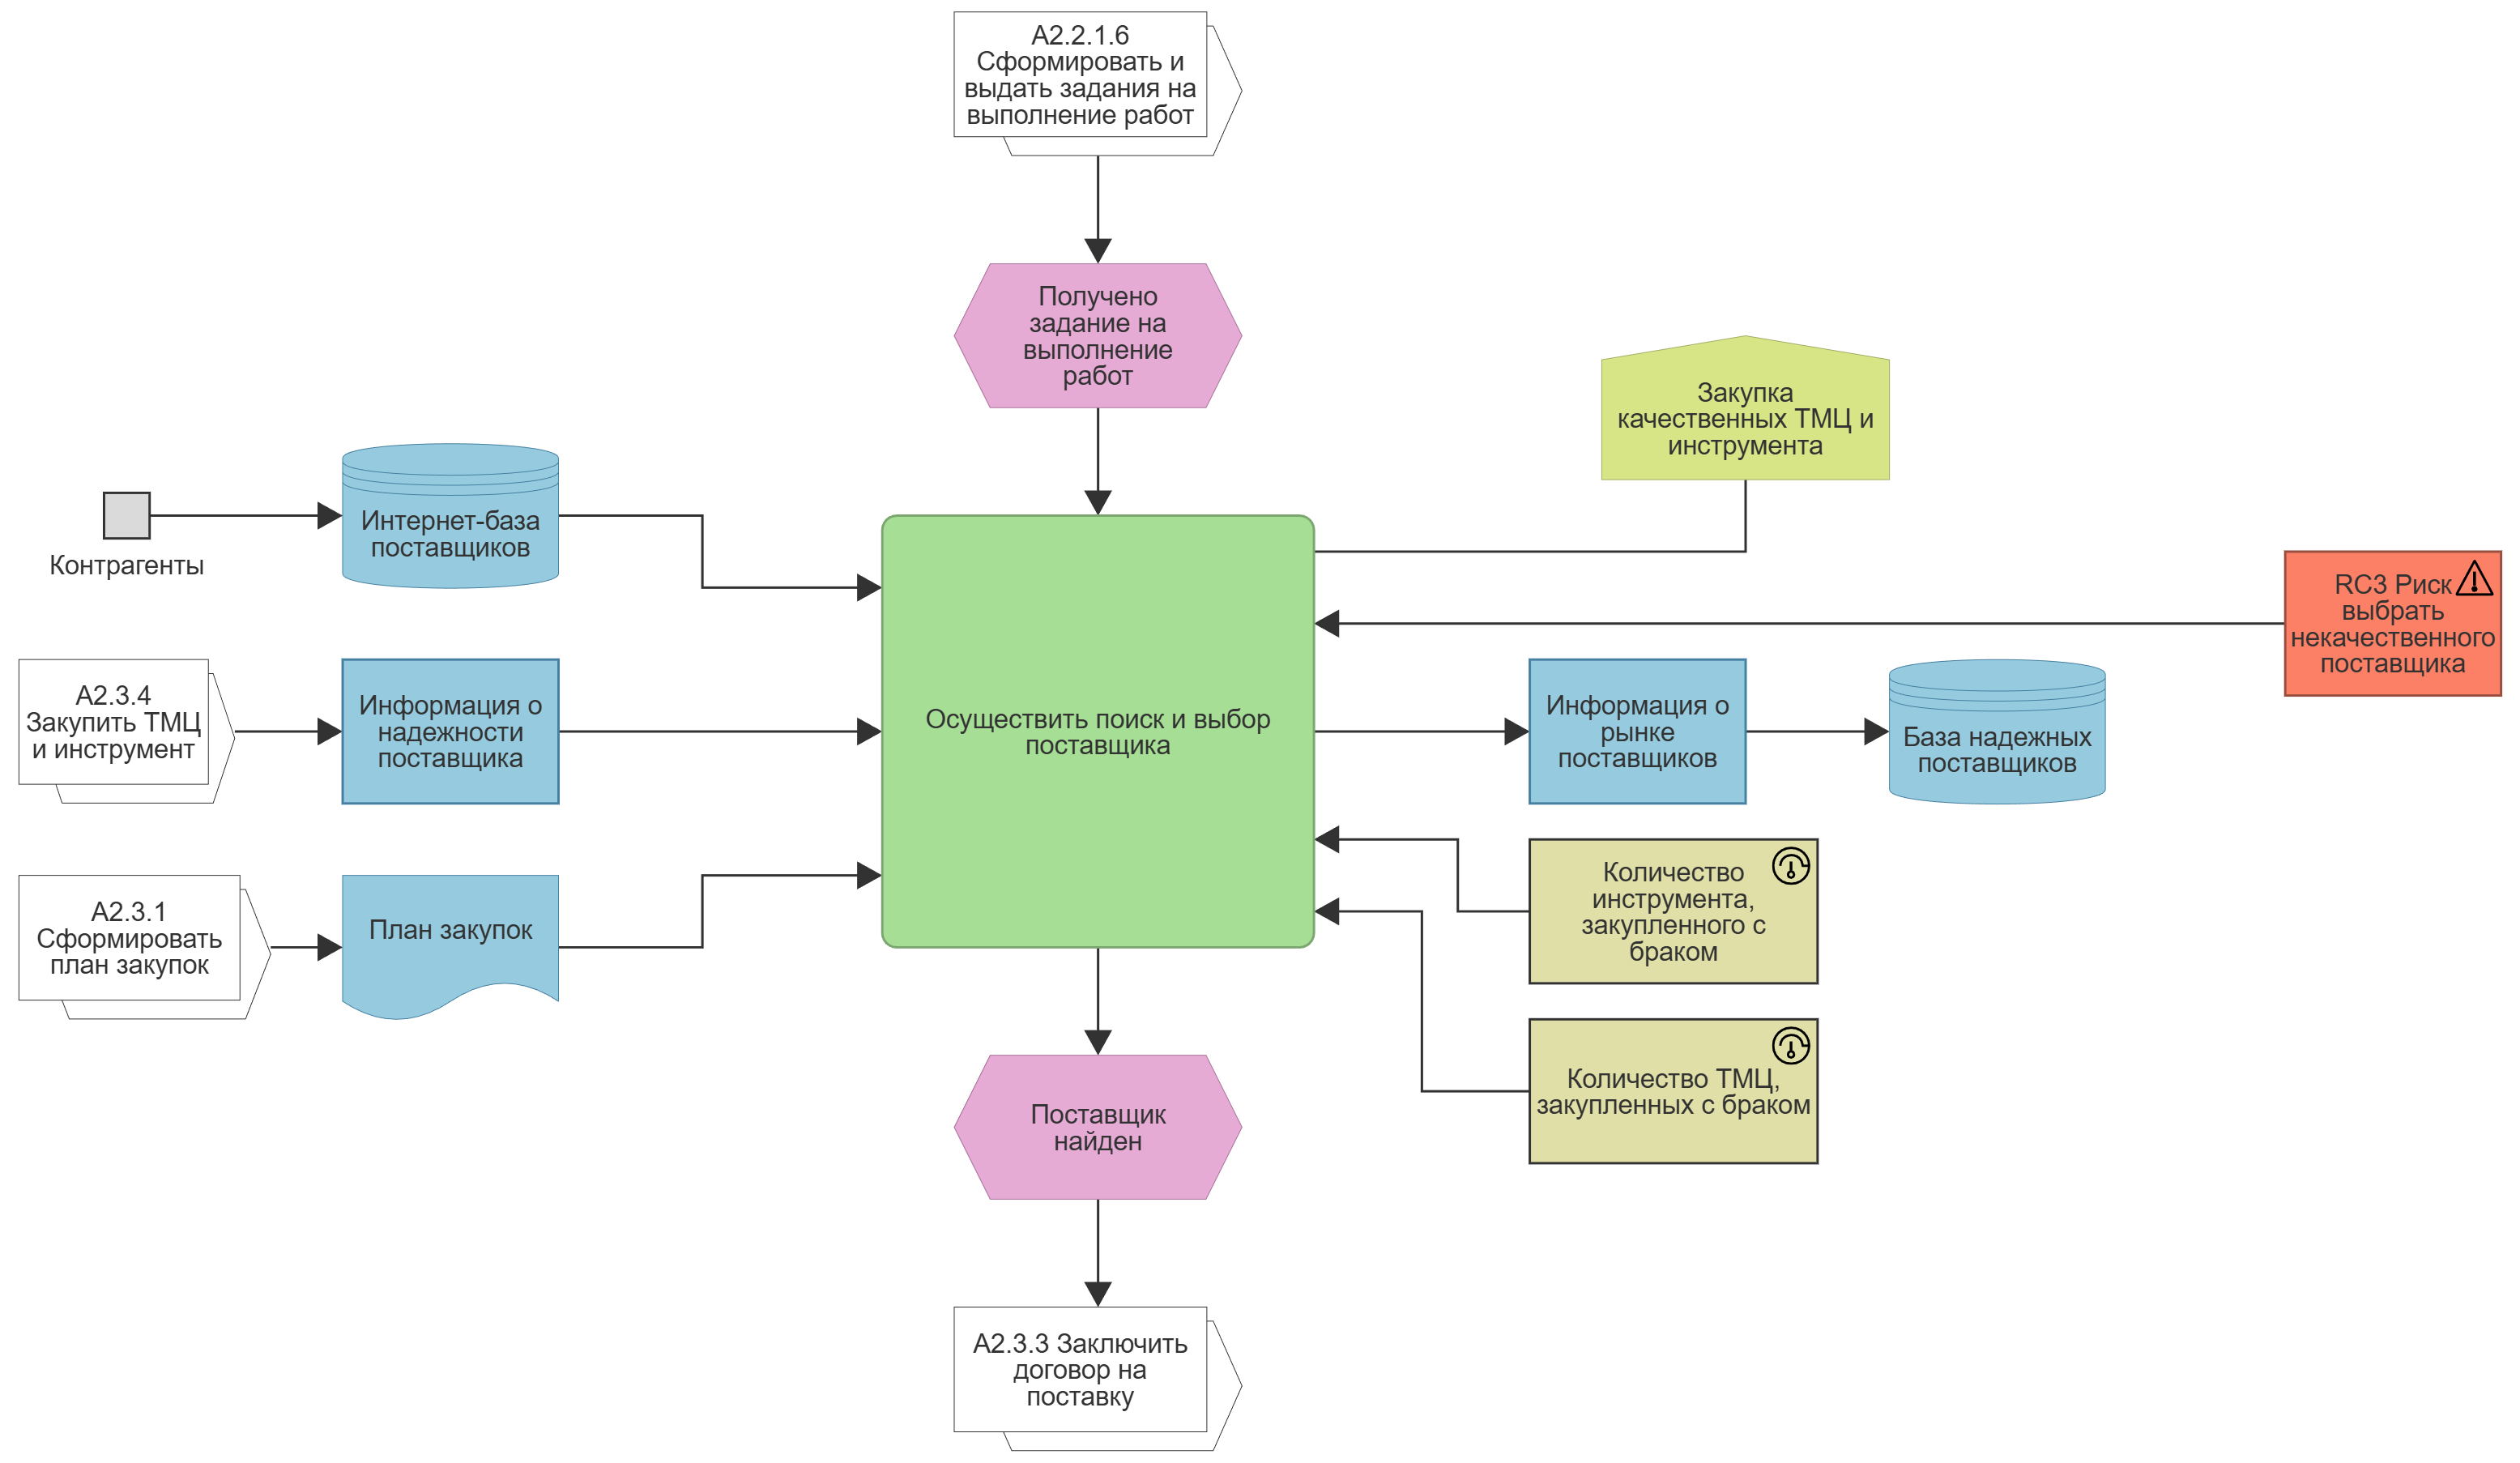 A2.2.1.6
Сформировать и
выдать задания на
выполнение работ
Получено
задание на
выполнение
работ
Закупка
качественных ТМЦ и
инструмента
Интернет-база
поставщиков
Контрагенты
RC3 Риск
выбрать
некачественного
поставщика
A2.3.4
Закупить ТМЦ
и инструмент
Информация о
надежности
поставщика
Осуществить поиск и выбор
поставщика
Информация о
рынке
поставщиков
База надежных
поставщиков
A2.3.1
Сформировать
план закупок
План закупок
Количество
инструмента,
закупленного с
браком
Количество ТМЦ,
закупленных с браком
Поставщик
найден
A2.3.3 Заключить
договор на
поставку